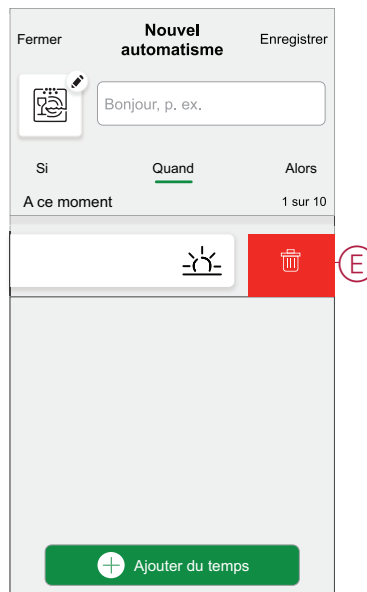 Fermer
Nouvel
automatisme
Enregistrer
Bonjour, p. ex.
Si
Quand
Alors
A ce moment
1 sur 10
E
Ajouter du temps